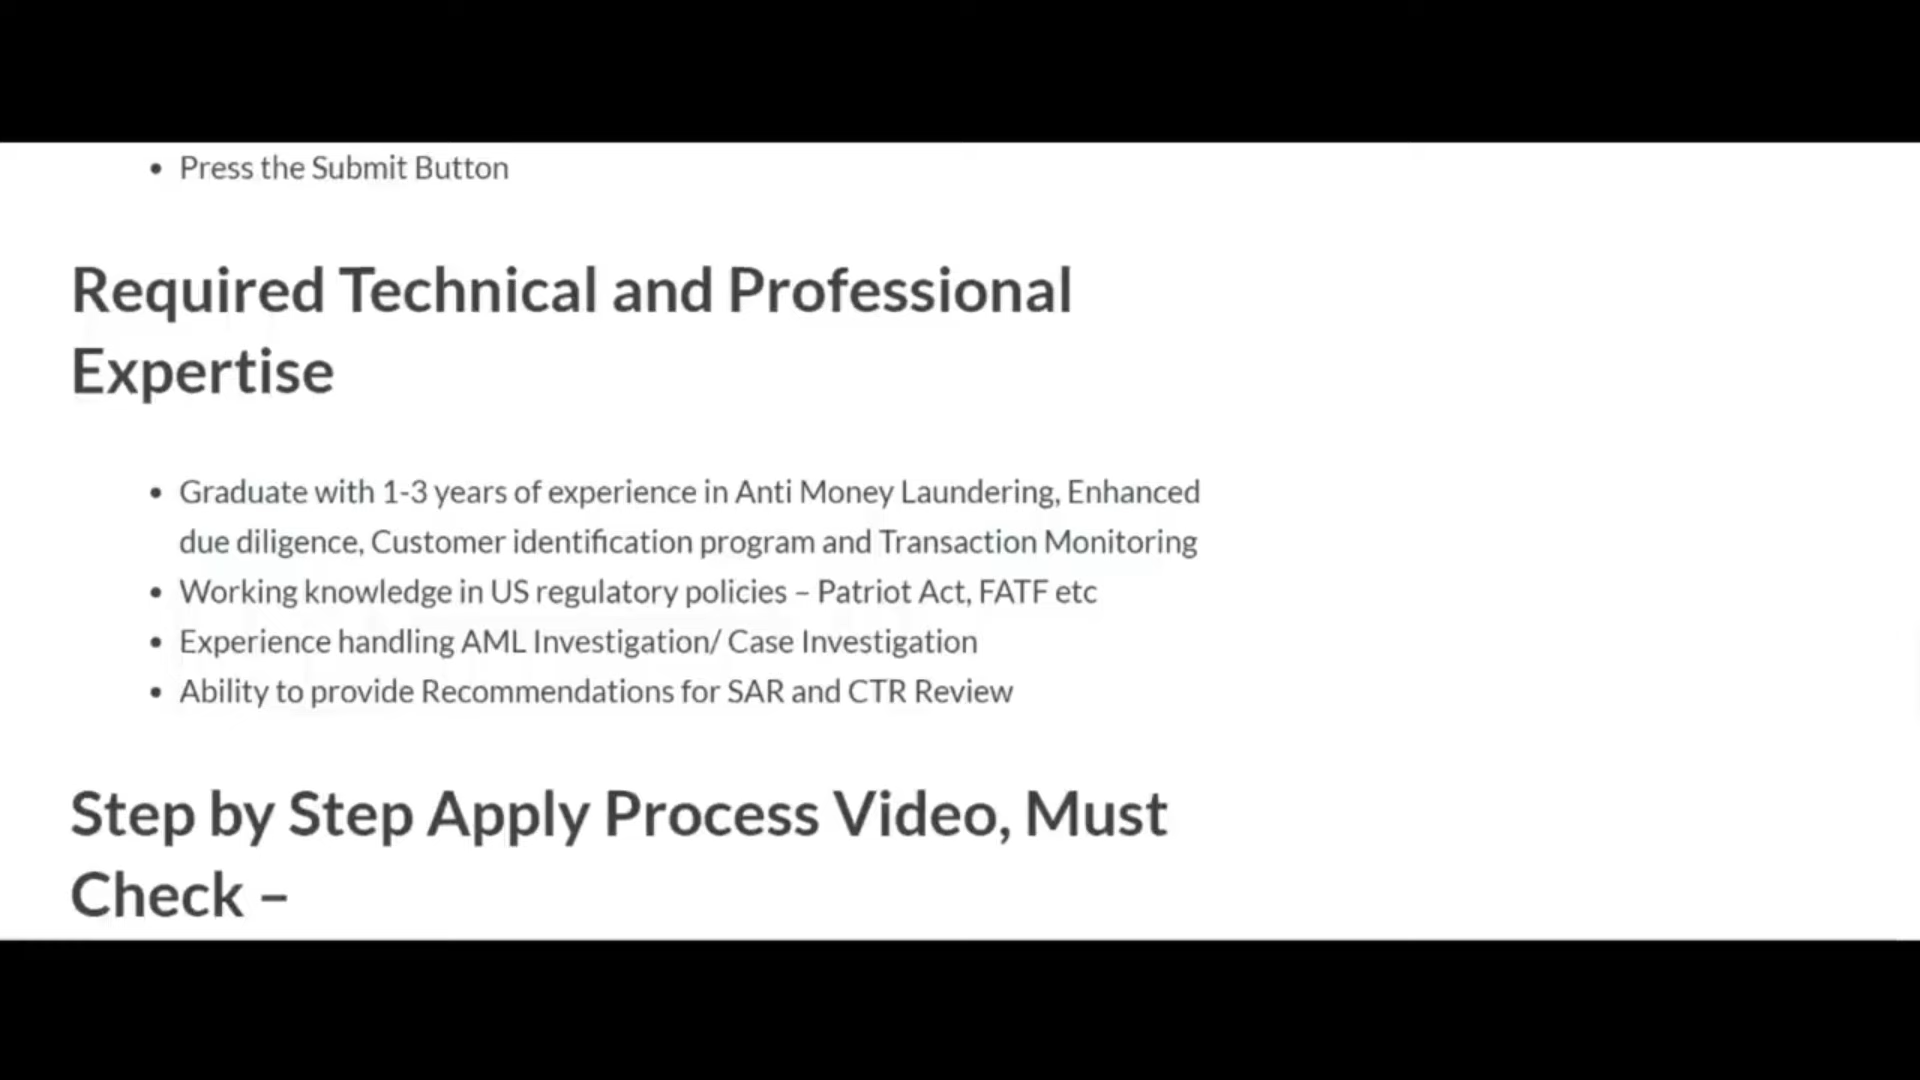 • Press the Submit Button
Required Technical and Professional
Expertise
• Graduate with 1-3 years of experience in Anti Money Laundering, Enhanced
due diligence, Customer identification program and Transaction Monitoring
• Working knowledge in US regulatory policies – Patriot Act, FATF etc
• Experience handling AML Investigation/ Case Investigation
• Ability to provide Recommendations for SAR and CTR Review
Step by Step Apply Process Video, Must
Check –